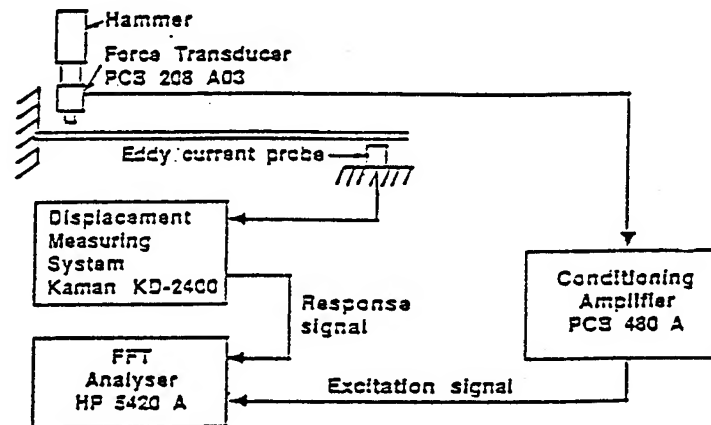 Hammer
Force Transducer
PCB 208 A03
Eddy current probe
Displacement
Measuring
System
Kaman KD-2400
Response
signal
Conditioning
Amplifier
PCB 480 A
FFT
Analyser
HP 5420 A
Excitation signal